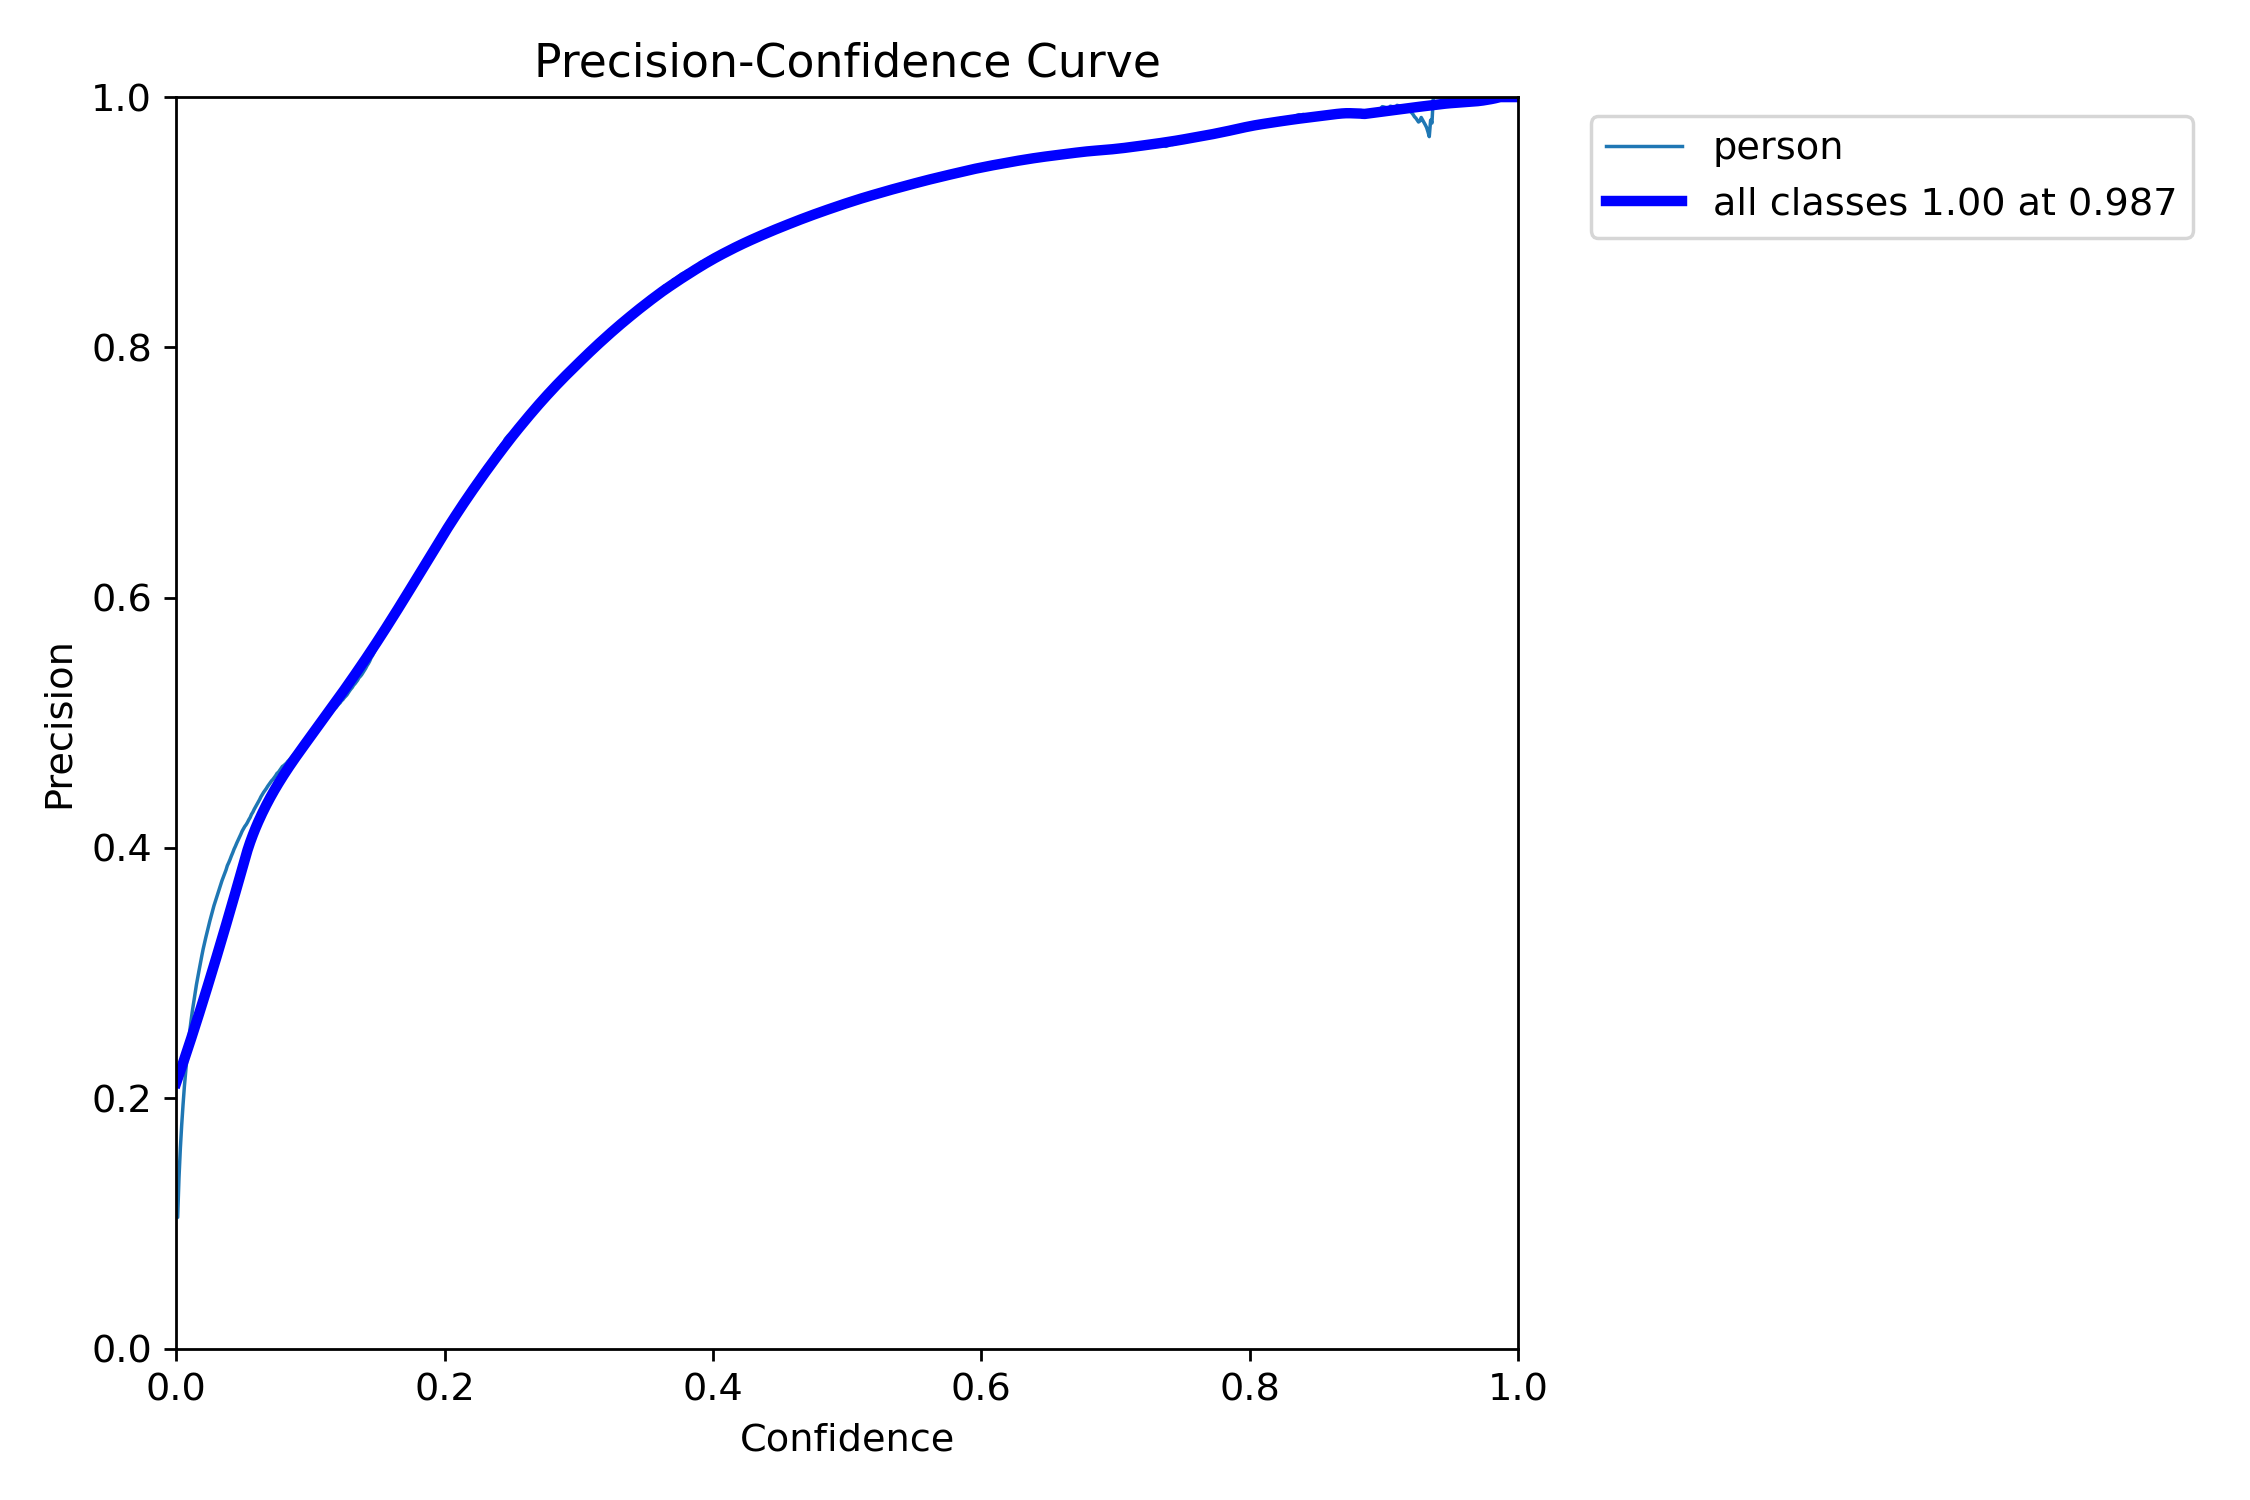 Precision-Confidence Curve
1.0
0.8
0.6
0.4
0.2
0.0
Precision
0.0 0.2 0.4 0.6 0.8 1.0
Confidence
person
all classes 1.00 at 0.987